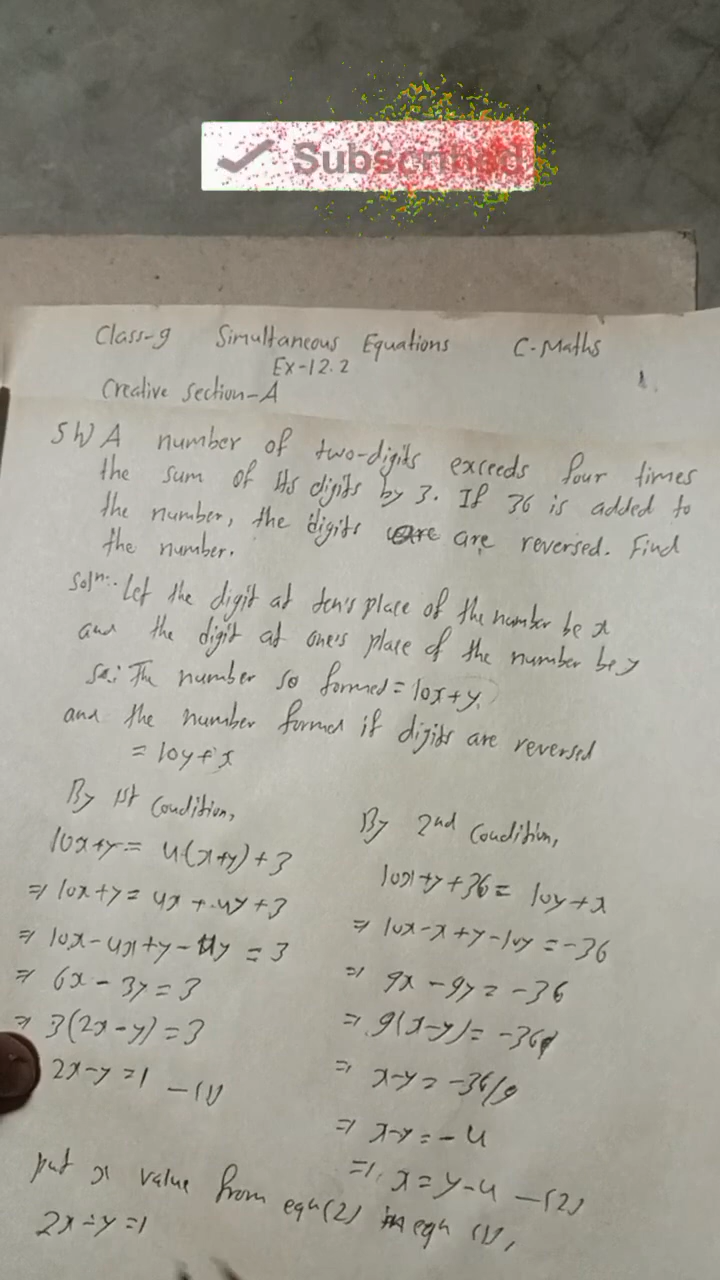 Subscribed
Class-9 Simultaneous Equations C-Maths
Ex-12.2
Creative Section-A
5W A number of two-digits exceeds four times
the sum of its digits by 3. If 36 is added to
the number, the digits are are reversed. Find
the number.
Soln:- Let the digit at ten's place of the number be x
and the digit at one's place of the number be y
So: The number so formed = 10x+y.
and the number formed if digits are reversed
= 10y+x
By 1st Condition,
10x+y = 4(x+y)+3
⇒ 10x+y = 4x+4y+3
⇒ 10x-4x+y-4y = 3
⇒ 6x-3y=3
⇒ 3(2x-y)=3
2x-y=1 —(1)
By 2nd Condition,
10x+y+36 = 10y+x
⇒ 10x-x+y-10y = -36
⇒ 9x-9y = -36
⇒ 9(x-y) = -36
⇒ x-y = -36/9
⇒ x-y = -4
⇒ x = y-4 —(2)
put x value from eqn(2) in eqn (1),
2x-y=1